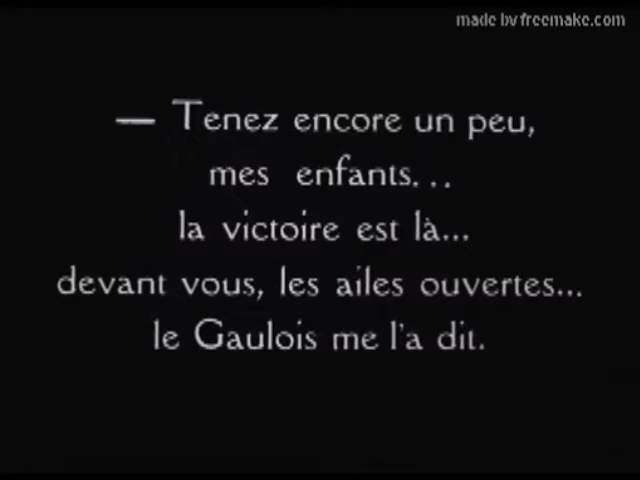 made by freemake.com
— Tenez encore un peu,
mes enfants...
la victoire est là...
devant vous, les ailes ouvertes...
le Gaulois me l'a dit.